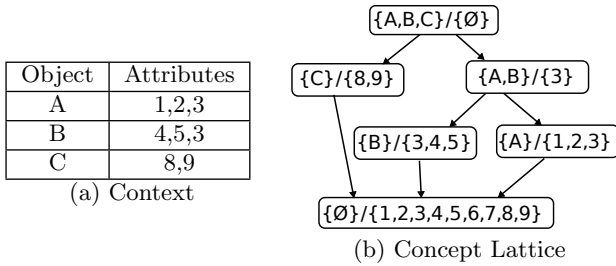 Object Attributes
A 1,2,3
B 4,5,3
C 8,9
(a) Context
{A,B,C}/{Ø}
{C}/{8,9} {A,B}/{3}
{B}/{3,4,5} {A}/{1,2,3}
{Ø}/{1,2,3,4,5,6,7,8,9}
(b) Concept Lattice